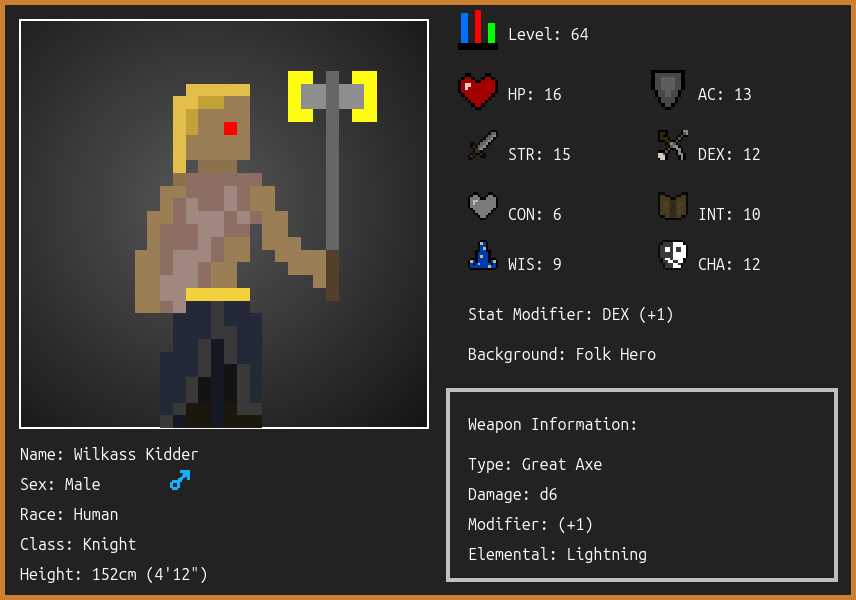 Level: 64
HP: 16
AC: 13
STR: 15
DEX: 12
CON: 6
INT: 10
WIS: 9
CHA: 12
Stat Modifier: DEX (+1)
Background: Folk Hero
Weapon Information:
Type: Great Axe
Damage: d6
Modifier: (+1)
Elemental: Lightning
Name: Wilkass Kidder
Sex: Male
Race: Human
Class: Knight
Height: 152cm (4'12")